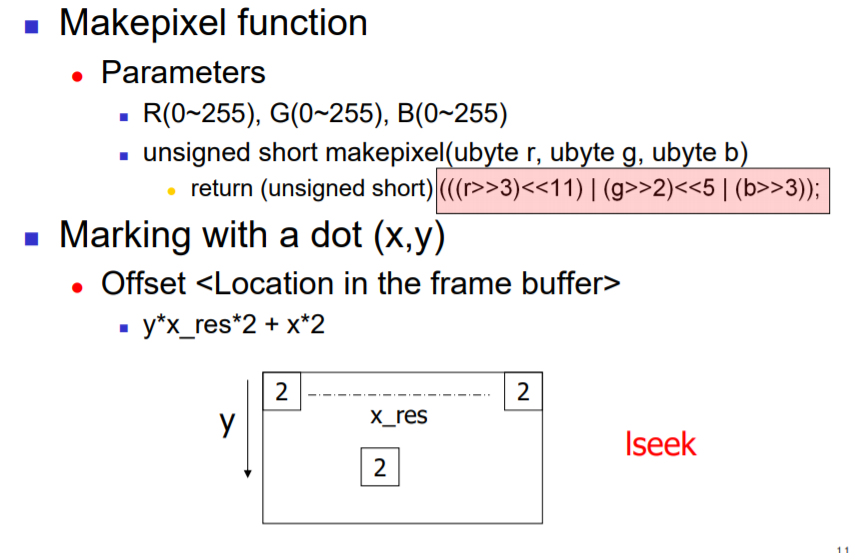 Makepixel function
Parameters
R(0~255), G(0~255), B(0~255)
unsigned short makepixel(ubyte r, ubyte g, ubyte b)
return (unsigned short) (((r>>3)<<11) | (g>>2)<<5 | (b>>3));
Marking with a dot (x,y)
Offset <Location in the frame buffer>
y*x_res*2 + x*2
2 2
x_res
y
2
lseek
11